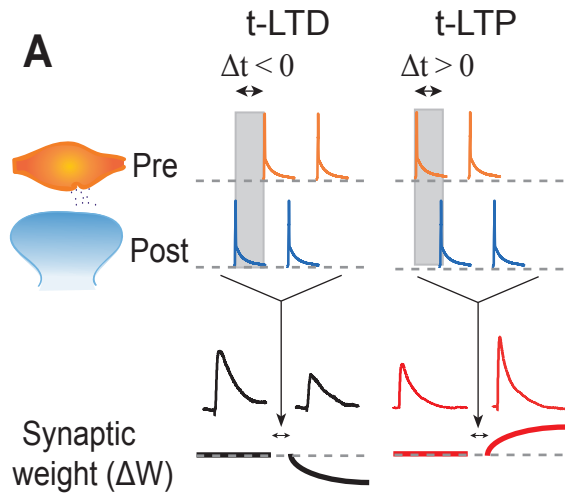 A
t-LTD
t-LTP
Δt < 0
Δt > 0
Pre
Post
Synaptic
weight (ΔW)